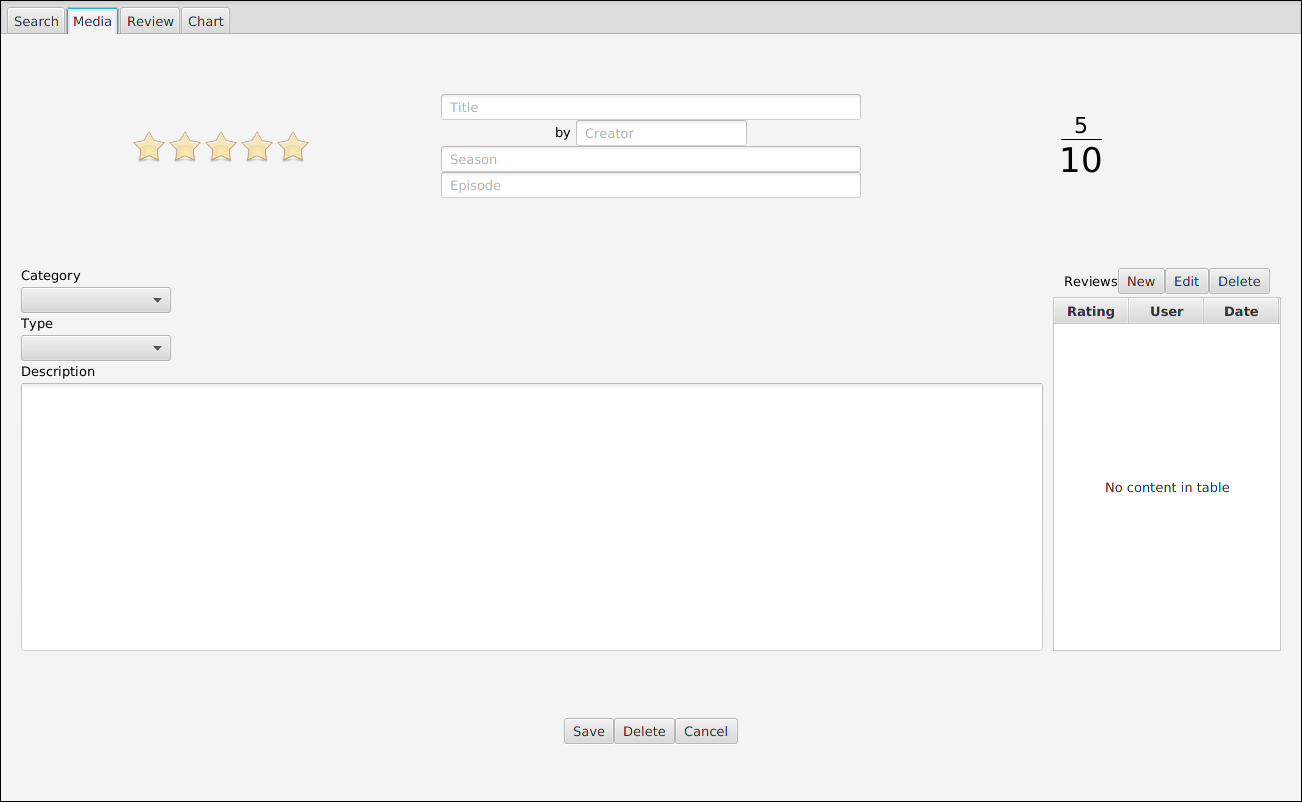 Search Media Review Chart
Title
by Creator
Season
Episode
5
10
Category
Type
Description
Reviews New Edit Delete
Rating User Date
No content in table
Save Delete Cancel